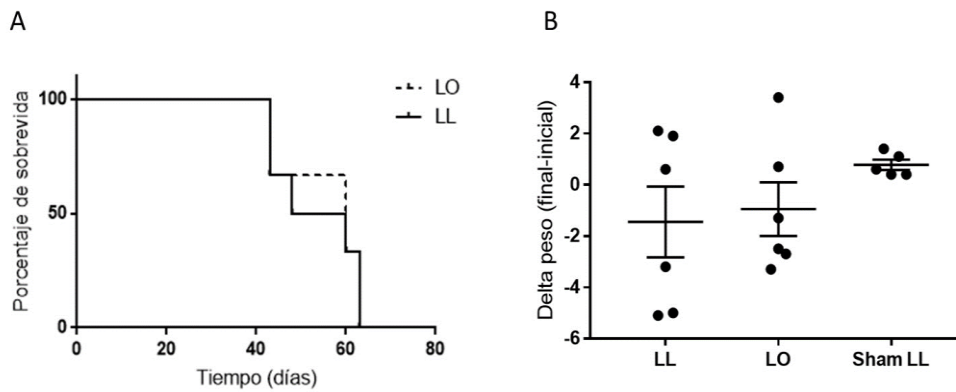 A
Porcentaje de sobrevida
100
50
0
0 20 40 60 80
Tiempo (días)
LO
LL
B
Delta peso (final-inicial)
4
2
0
-2
-4
-6
LL LO Sham LL